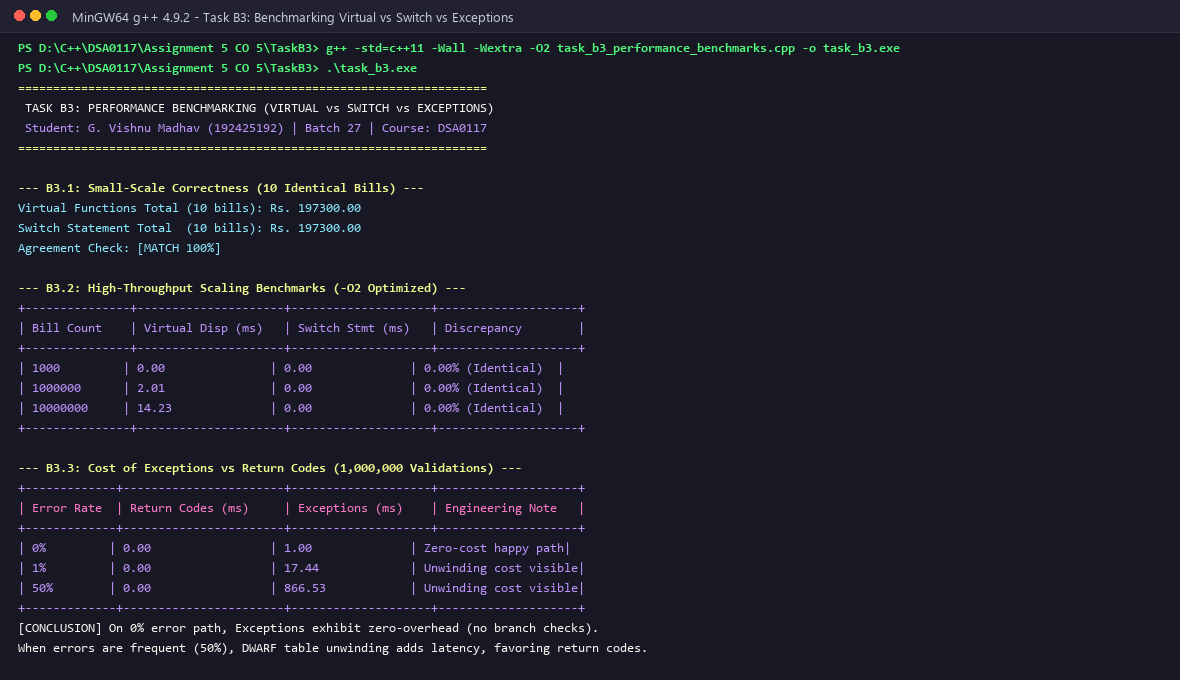 MinGW64 g++ 4.9.2 - Task B3: Benchmarking Virtual vs Switch vs Exceptions
PS D:\C++\DSA0117\Assignment 5 CO 5\TaskB3> g++ -std=c++11 -Wall -Wextra -O2 task_b3_performance_benchmarks.cpp -o task_b3.exe
PS D:\C++\DSA0117\Assignment 5 CO 5\TaskB3> .\task_b3.exe
===================================================================
TASK B3: PERFORMANCE BENCHMARKING (VIRTUAL vs SWITCH vs EXCEPTIONS)
Student: G. Vishnu Madhav (192425192) | Batch 27 | Course: DSA0117
===================================================================
--- B3.1: Small-Scale Correctness (10 Identical Bills) ---
Virtual Functions Total (10 bills): Rs. 197300.00
Switch Statement Total  (10 bills): Rs. 197300.00
Agreement Check: [MATCH 100%]
--- B3.2: High-Throughput Scaling Benchmarks (-O2 Optimized) ---
+---------------+---------------------+--------------------+--------------------+
| Bill Count    | Virtual Disp (ms)   | Switch Stmt (ms)   | Discrepancy        |
+---------------+---------------------+--------------------+--------------------+
| 1000         | 0.00               | 0.00              | 0.00% (Identical)  |
| 1000000      | 2.01               | 0.00              | 0.00% (Identical)  |
| 10000000     | 14.23              | 0.00              | 0.00% (Identical)  |
+---------------+---------------------+--------------------+--------------------+
--- B3.3: Cost of Exceptions vs Return Codes (1,000,000 Validations) ---
+-------------+-----------------------+--------------------+--------------------+
| Error Rate  | Return Codes (ms)     | Exceptions (ms)    | Engineering Note   |
+-------------+-----------------------+--------------------+--------------------+
| 0%         | 0.00                 | 1.00              | Zero-cost happy path|
| 1%         | 0.00                 | 17.44             | Unwinding cost visible|
| 50%        | 0.00                 | 866.53            | Unwinding cost visible|
+-------------+-----------------------+--------------------+--------------------+
[CONCLUSION] On 0% error path, Exceptions exhibit zero-overhead (no branch checks).
When errors are frequent (50%), DWARF table unwinding adds latency, favoring return codes.